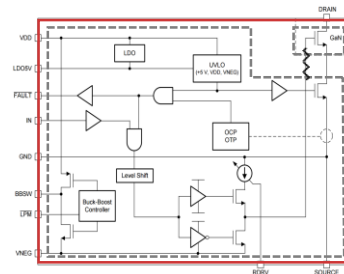 DRAIN
VDD
GaN
LDO
UVLO
(+5 V, VDD, VNEG)
LDO5V
FAULT
IN
OCP
OTP
GND
Level Shift
BBSW
Buck-Boost
Controller
LPM
VNEG
RDRV
SOURCE